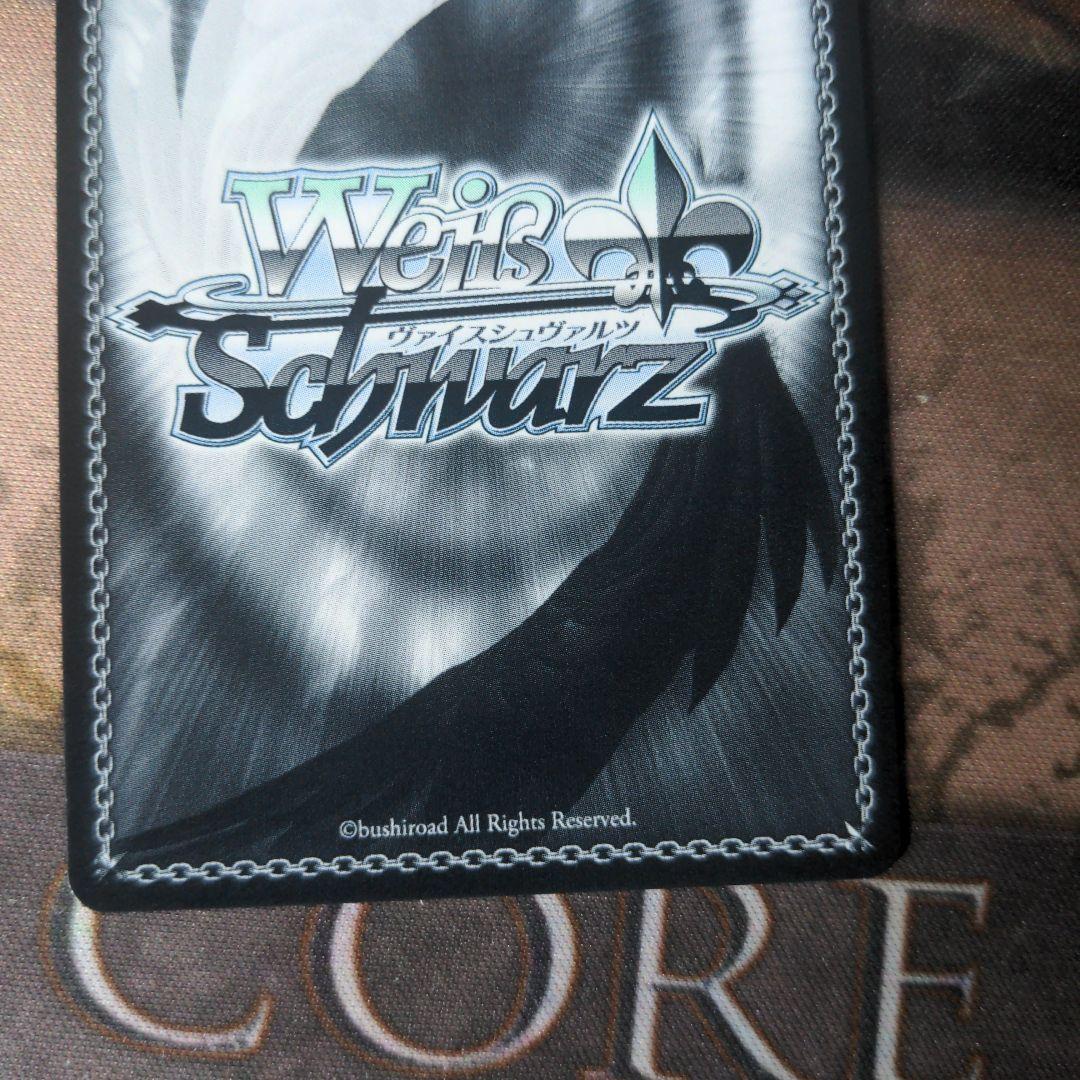 Weiß
ヴァイスシュヴァルツ
Schwarz
©bushiroad All Rights Reserved.
CORE